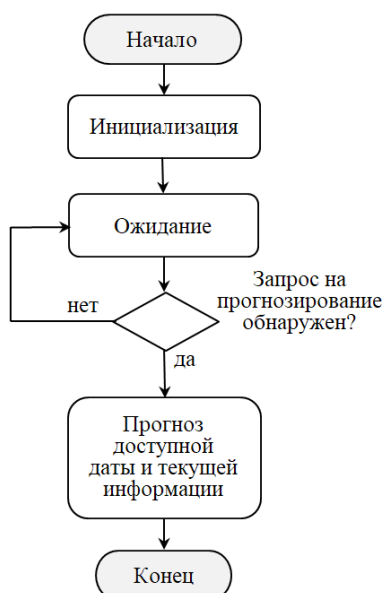 Начало
Инициализация
Ожидание
Запрос на
прогнозирование
обнаружен?
нет
да
Прогноз
доступной
даты и текущей
информации
Конец